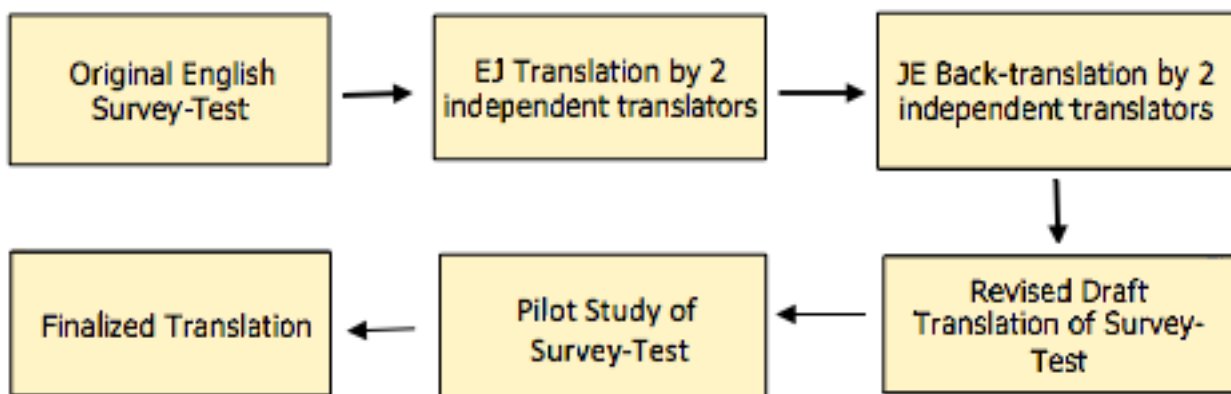 Original English
Survey-Test
EJ Translation by 2
independent translators
JE Back-translation by 2
independent translators
Revised Draft
Translation of Survey-
Test
Pilot Study of
Survey-Test
Finalized Translation